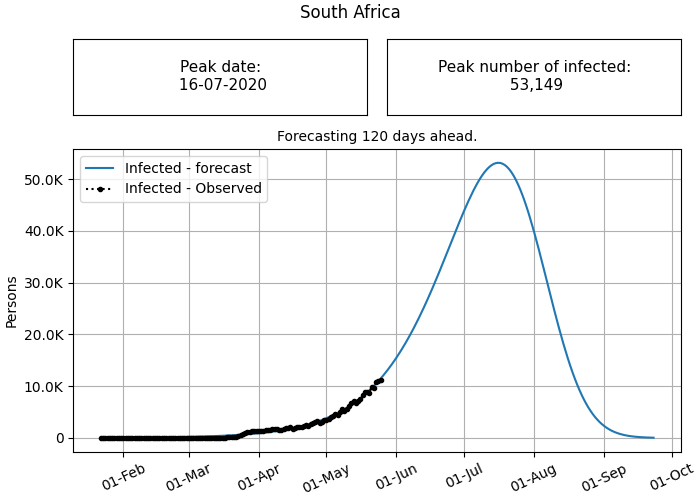 South Africa
Peak date:
16-07-2020
Peak number of infected:
53,149
Forecasting 120 days ahead.
Infected - forecast
Infected - Observed
Persons
50.0K
40.0K
30.0K
20.0K
10.0K
0
01-Feb
01-Mar
01-Apr
01-May
01-Jun
01-Jul
01-Aug
01-Sep
01-Oct